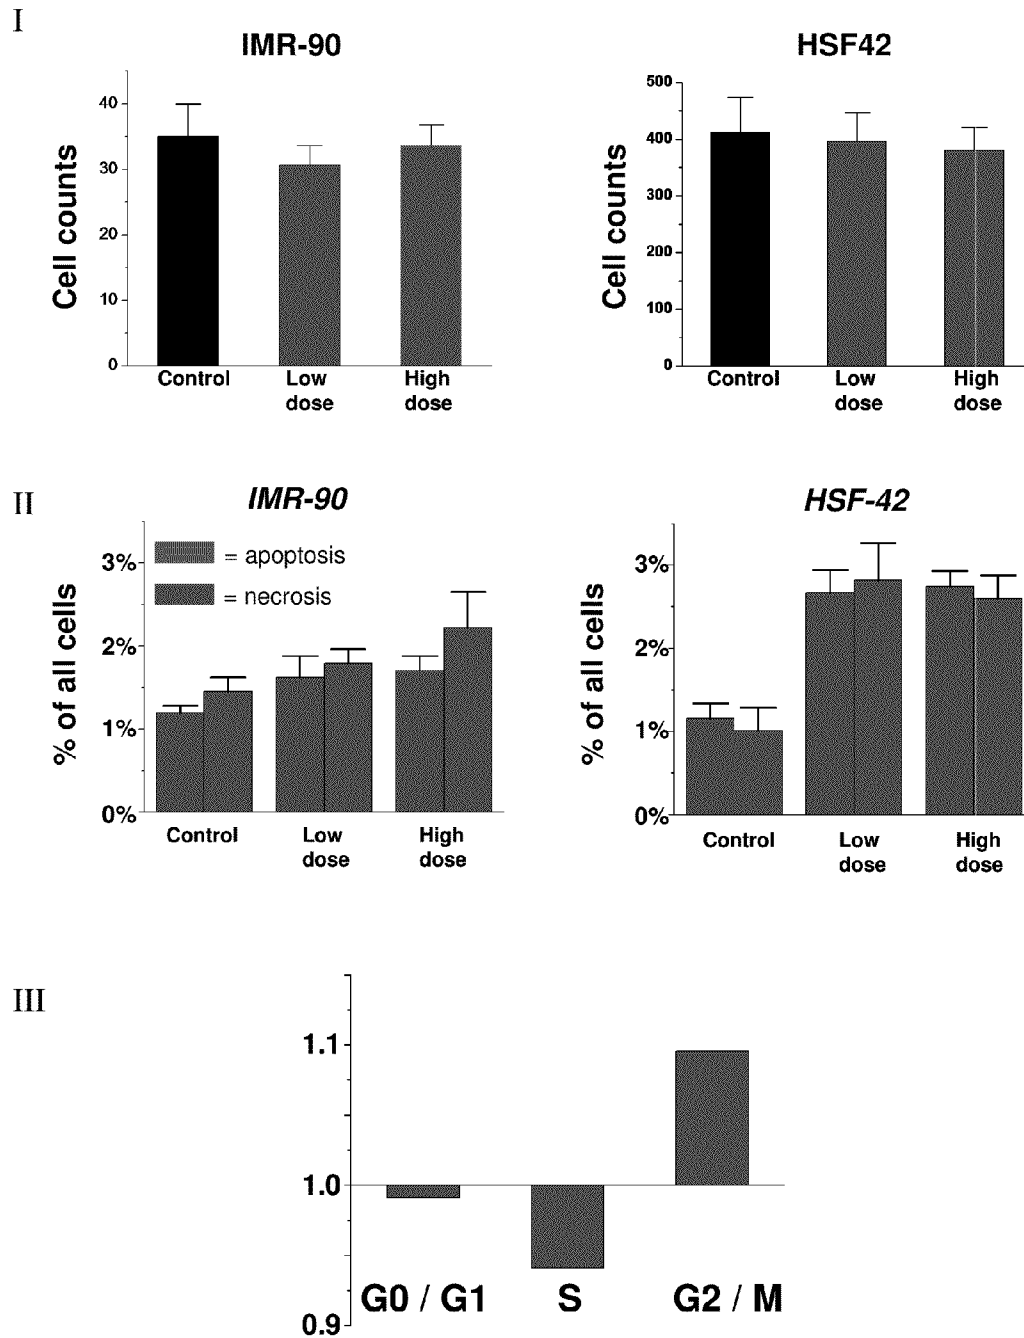 I
IMR-90
Cell counts
40
30
20
10
0
Control
Low dose
High dose
HSF42
Cell counts
500
400
300
200
100
0
Control
Low dose
High dose
II
IMR-90
% of all cells
3%
2%
1%
0%
= apoptosis
= necrosis
Control
Low dose
High dose
HSF-42
% of all cells
3%
2%
1%
0%
Control
Low dose
High dose
III
1.1
1.0
0.9
G0 / G1
S
G2 / M